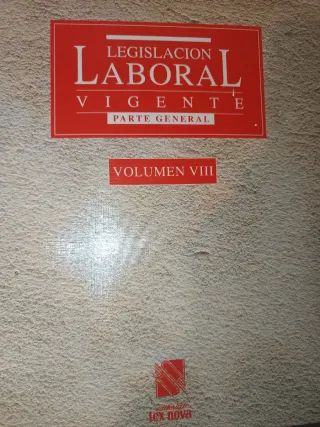 LEGISLACION
LABORAL
VIGENTE
PARTE GENERAL
VOLUMEN VIII
lex nova